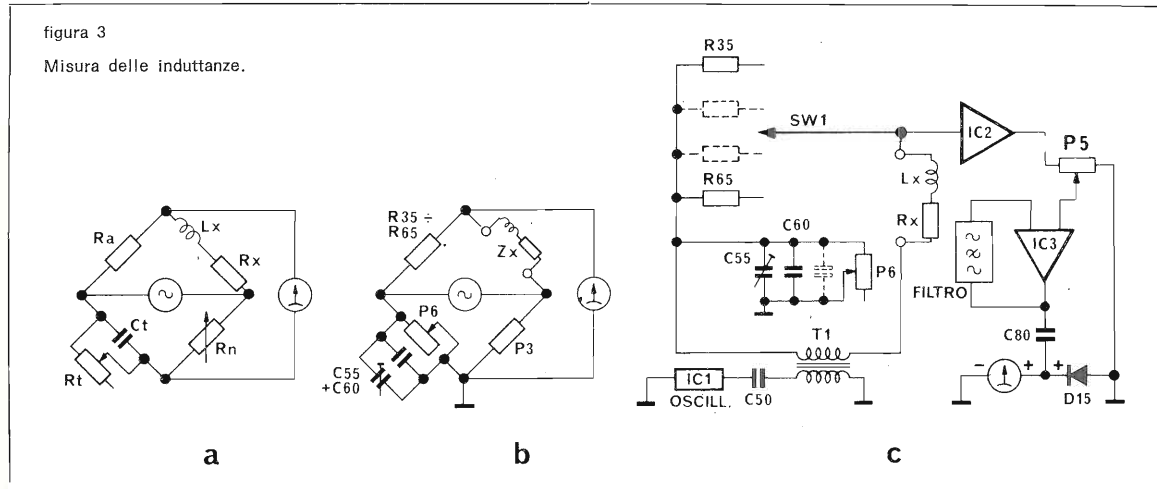 figura 3
Misura delle induttanze.
Ra
Lx
Rx
Ct
Rn
Rt
a
R35 ÷
R65
Zx
P6
P3
C55
+C60
b
R35
SW1
IC2
P5
R65
Lx
Rx
C60
C55
P6
IC3
FILTRO
T1
C80
IC1
OSCILL.
C50
- + +
D15
c